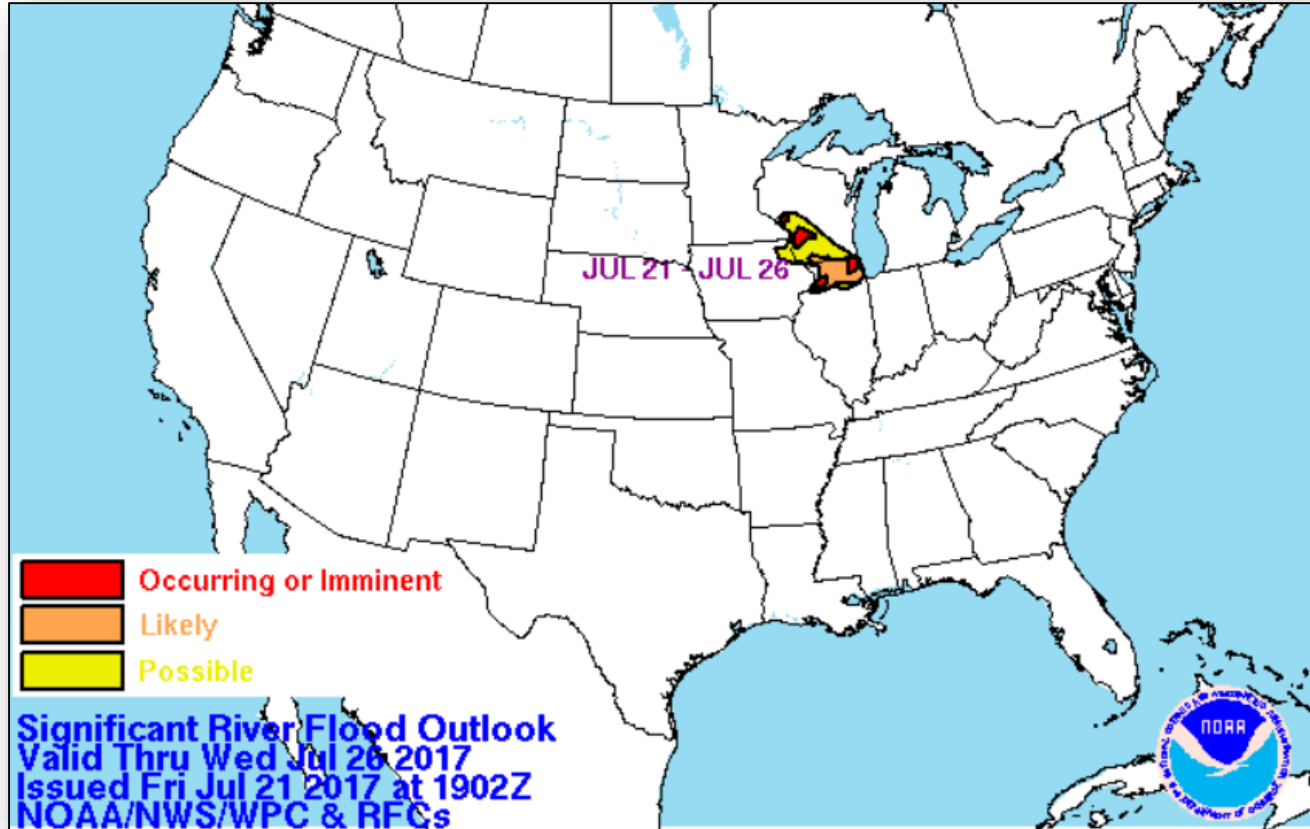 JUL 21 - JUL 26
Occurring or Imminent
Likely
Possible
Significant River Flood Outlook
Valid Thru Wed Jul 26 2017
Issued Fri Jul 21 2017 at 1902Z
NOAA/NWS/WPC & RFCs
NOAA